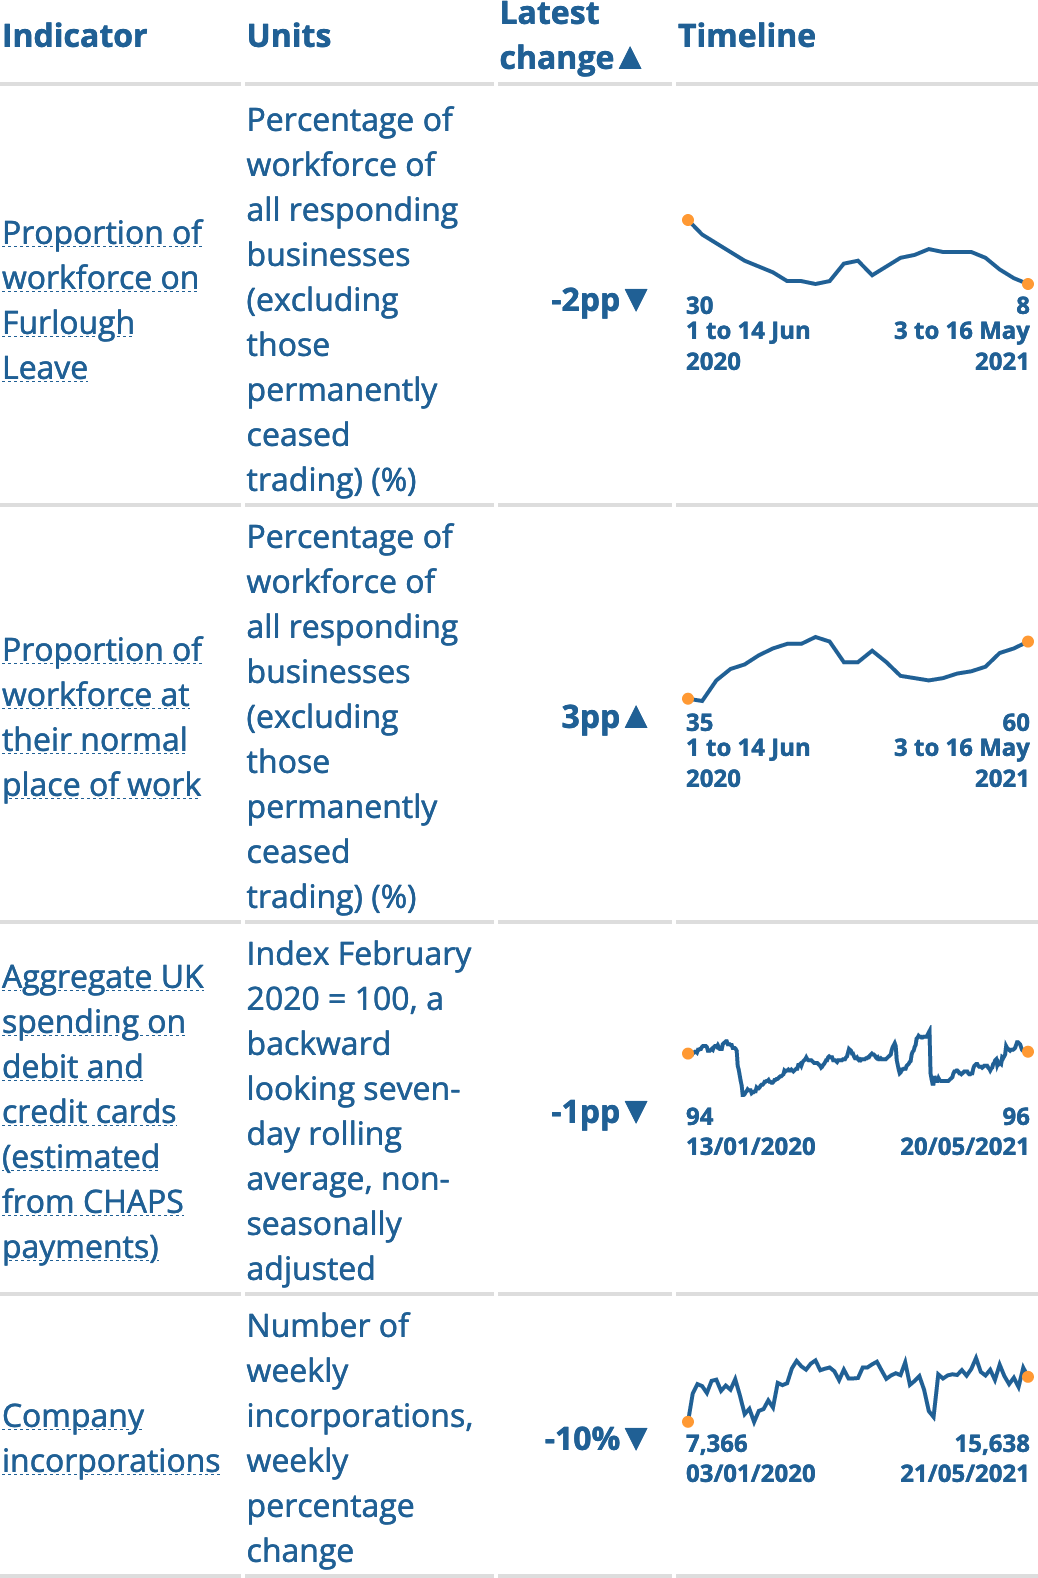 Indicator
Units
Latest
change▲
Timeline
Proportion of
workforce on
Furlough
Leave
Percentage of
workforce of
all responding
businesses
(excluding
those
permanently
ceased
trading) (%)
-2pp▼
30
1 to 14 Jun
2020
8
3 to 16 May
2021
Proportion of
workforce at
their normal
place of work
Percentage of
workforce of
all responding
businesses
(excluding
those
permanently
ceased
trading) (%)
3pp▲
35
1 to 14 Jun
2020
60
3 to 16 May
2021
Aggregate UK
spending on
debit and
credit cards
(estimated
from CHAPS
payments)
Index February
2020 = 100, a
backward
looking seven-
day rolling
average, non-
seasonally
adjusted
-1pp▼
94
13/01/2020
96
20/05/2021
Company
incorporations
Number of
weekly
incorporations,
weekly
percentage
change
-10%▼
7,366
03/01/2020
15,638
21/05/2021